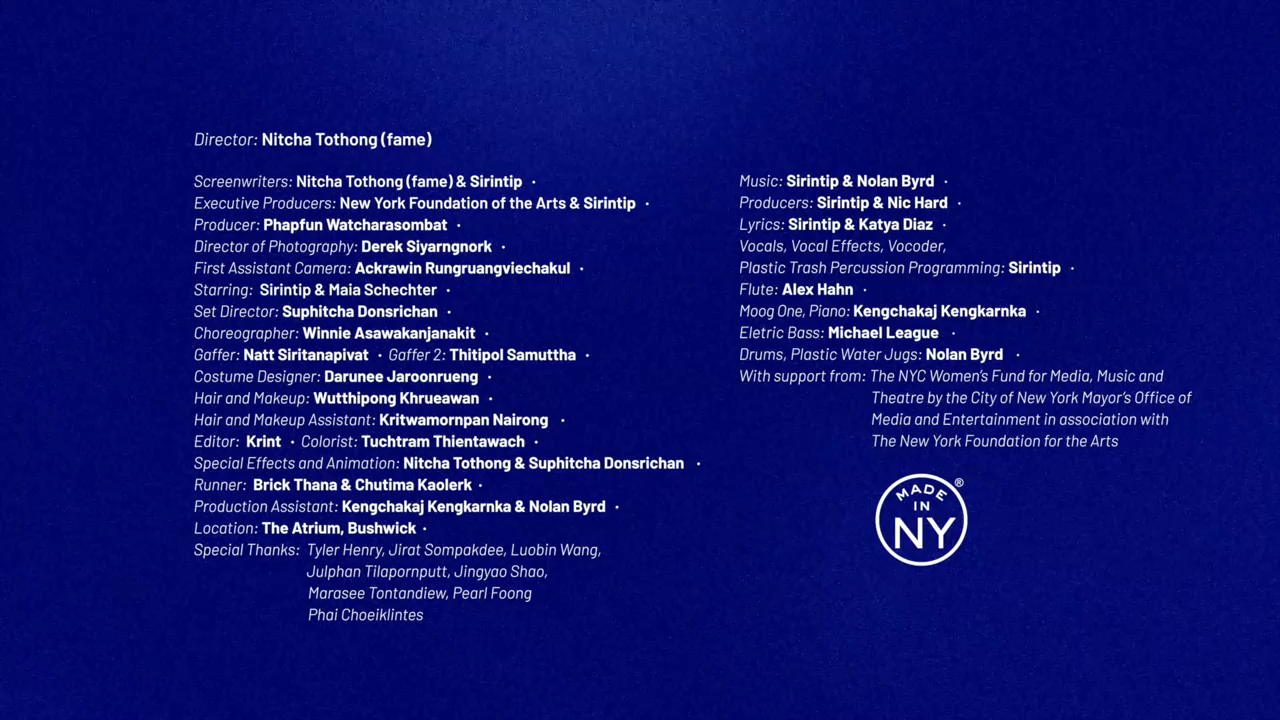 Director: Nitcha Tothong (fame)
Screenwriters: Nitcha Tothong (fame) & Sirintip •
Executive Producers: New York Foundation of the Arts & Sirintip •
Producer: Phapfun Watcharasombat •
Director of Photography: Derek Siyarngnork •
First Assistant Camera: Ackrawin Rungruangviechakul •
Starring: Sirintip & Maia Schechter •
Set Director: Suphitcha Donsrichan •
Choreographer: Winnie Asawakanjanakit •
Gaffer: Natt Siritanapivat • Gaffer 2: Thitipol Samuttha •
Costume Designer: Darunee Jaroonrueng •
Hair and Makeup: Wutthipong Khrueawan •
Hair and Makeup Assistant: Kritwamornpan Nairong •
Editor: Krint • Colorist: Tuchtram Thientawach •
Special Effects and Animation: Nitcha Tothong & Suphitcha Donsrichan •
Runner: Brick Thana & Chutima Kaolerk •
Production Assistant: Kengchakaj Kengkarnka & Nolan Byrd •
Location: The Atrium, Bushwick •
Special Thanks: Tyler Henry, Jirat Sompakdee, Luobin Wang,
Julphan Tilapornputt, Jingyao Shao,
Marasee Tontandiew, Pearl Foong
Phai Choeiklintes
Music: Sirintip & Nolan Byrd •
Producers: Sirintip & Nic Hard •
Lyrics: Sirintip & Katya Diaz •
Vocals, Vocal Effects, Vocoder,
Plastic Trash Percussion Programming: Sirintip •
Flute: Alex Hahn •
Moog One, Piano: Kengchakaj Kengkarnka •
Eletric Bass: Michael League •
Drums, Plastic Water Jugs: Nolan Byrd •
With support from: The NYC Women's Fund for Media, Music and
Theatre by the City of New York Mayor's Office of
Media and Entertainment in association with
The New York Foundation for the Arts
MADE
IN
NY
®